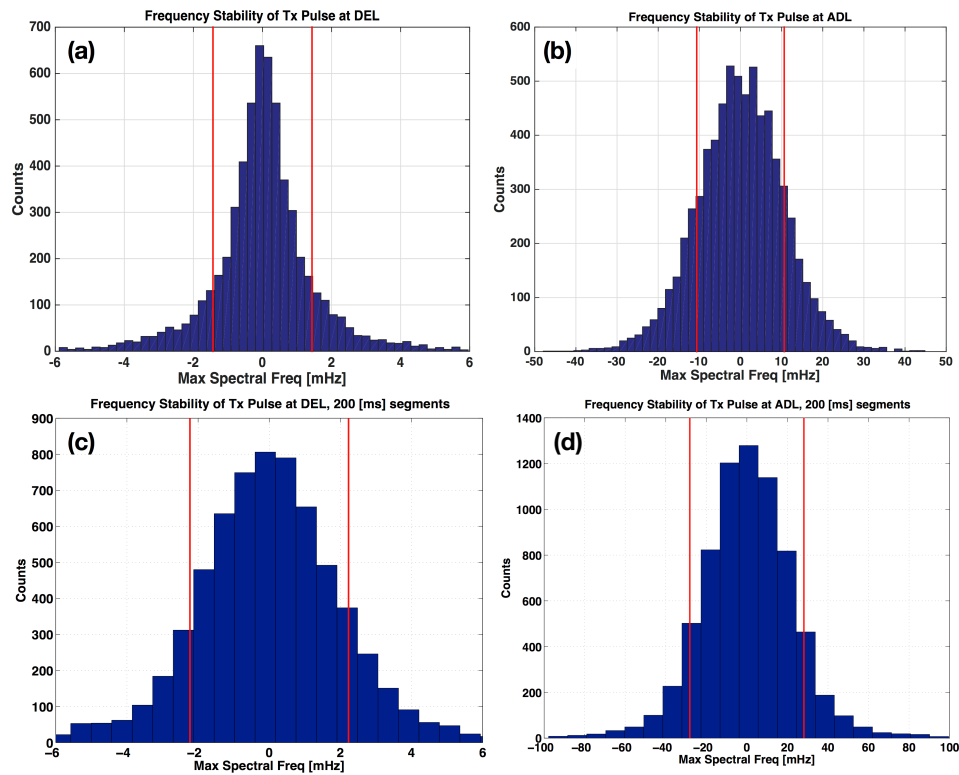 Frequency Stability of Tx Pulse at DEL
(a)
Counts
700
600
500
400
300
200
100
0
-6 -4 -2 0 2 4 6
Max Spectral Freq [mHz]
Frequency Stability of Tx Pulse at ADL
(b)
Counts
600
500
400
300
200
100
0
-50 -40 -30 -20 -10 0 10 20 30 40 50
Max Spectral Freq [mHz]
Frequency Stability of Tx Pulse at DEL, 200 [ms] segments
(c)
Counts
900
800
700
600
500
400
300
200
100
0
−6 −4 −2 0 2 4 6
Max Spectral Freq [mHz]
Frequency Stability of Tx Pulse at ADL, 200 [ms] segments
(d)
Counts
1400
1200
1000
800
600
400
200
0
−100 −80 −60 −40 −20 0 20 40 60 80 100
Max Spectral Freq [mHz]